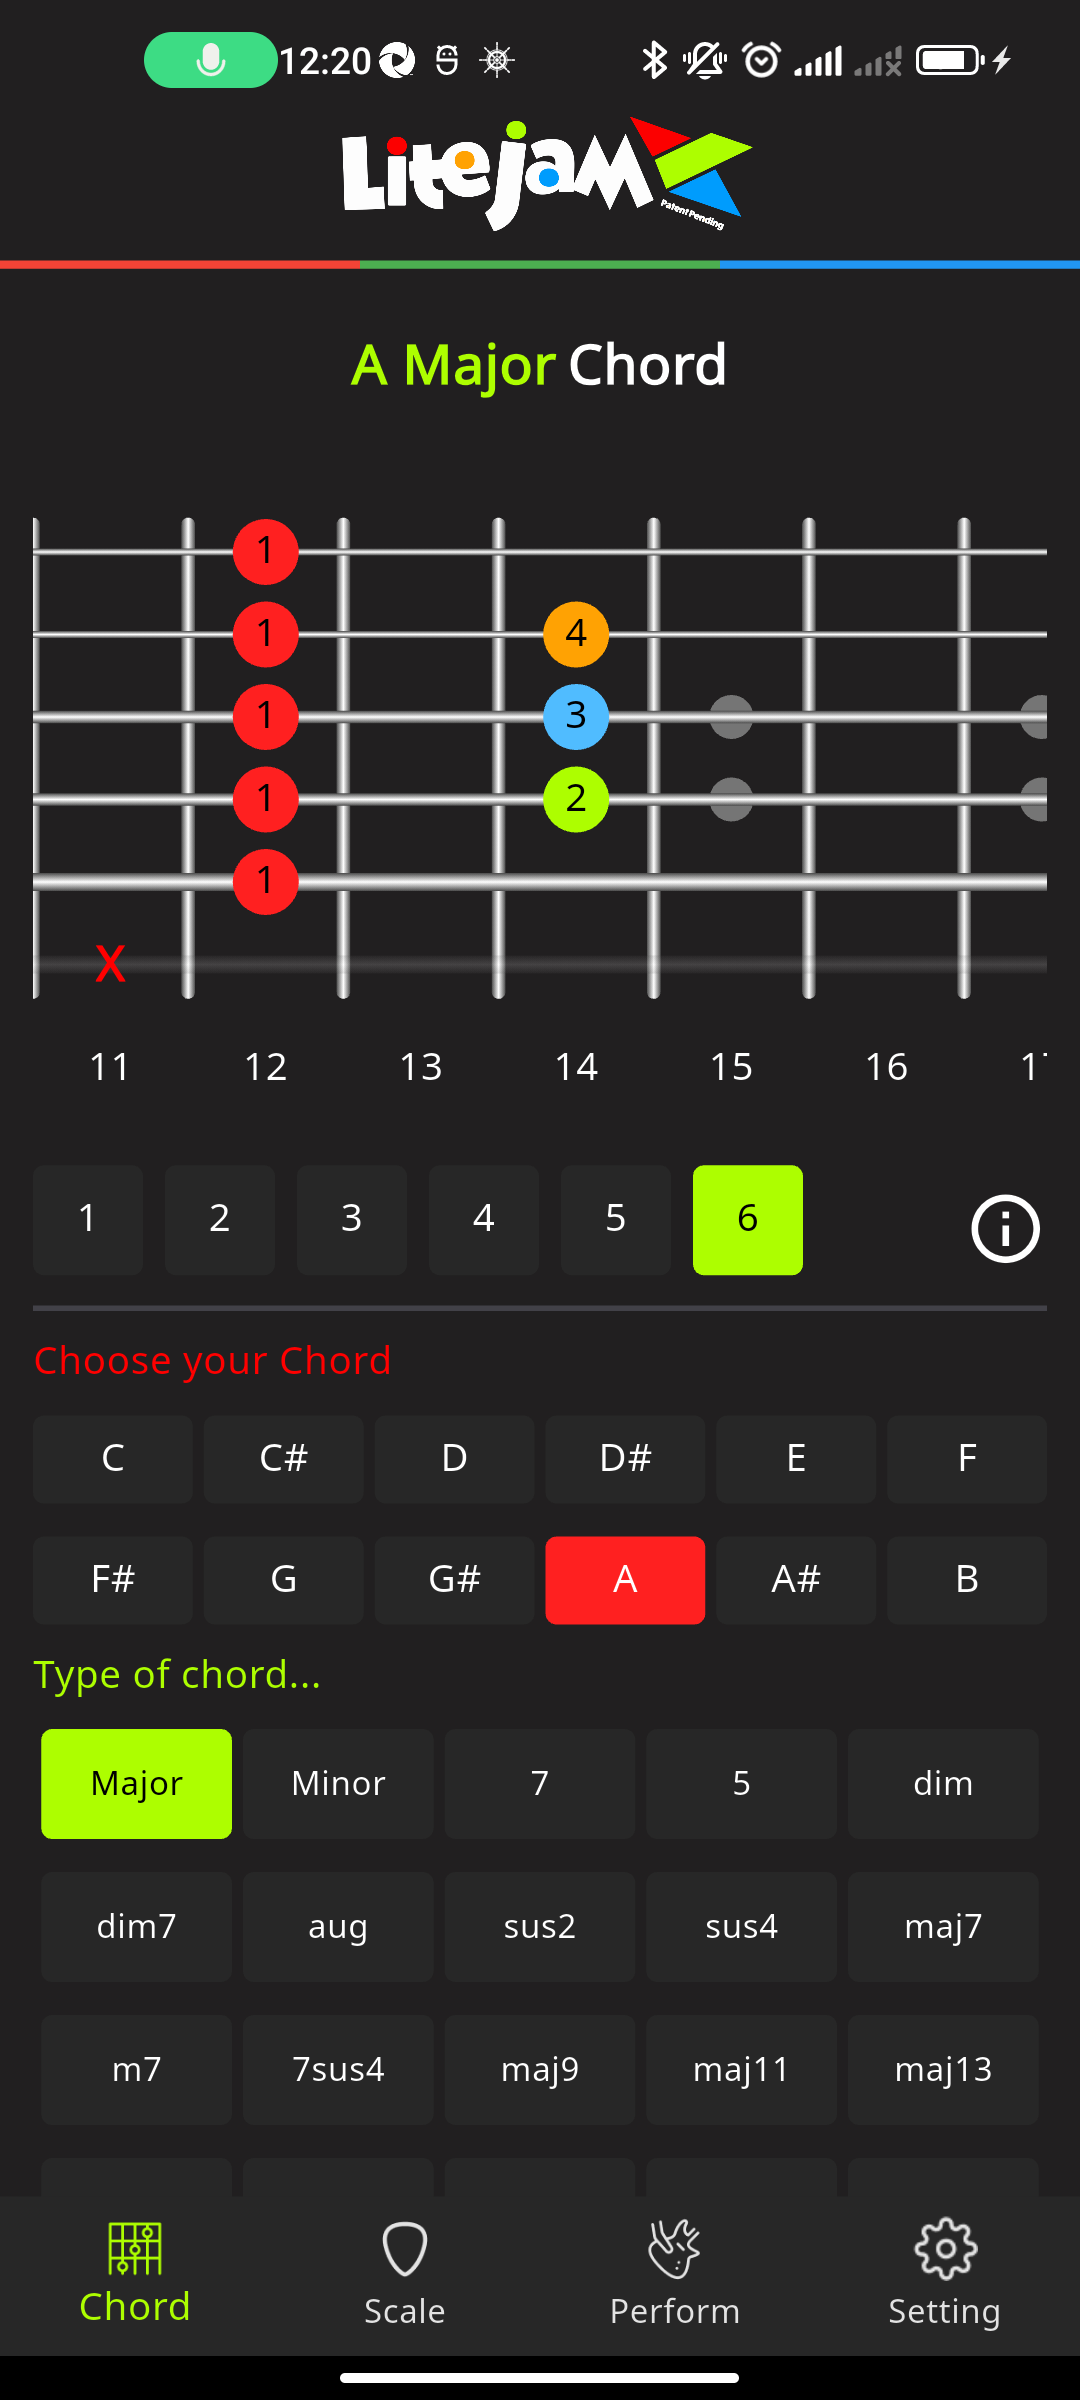 12:20
Litejam
Patent Pending
A Major Chord
1
1 4
1 3
1 2
1
X
11 12 13 14 15 16
1 2 3 4 5 6
Choose your Chord
C C# D D# E F
F# G G# A A# B
Type of chord...
Major Minor 7 5 dim
dim7 aug sus2 sus4 maj7
m7 7sus4 maj9 maj11 maj13
Chord Scale Perform Setting